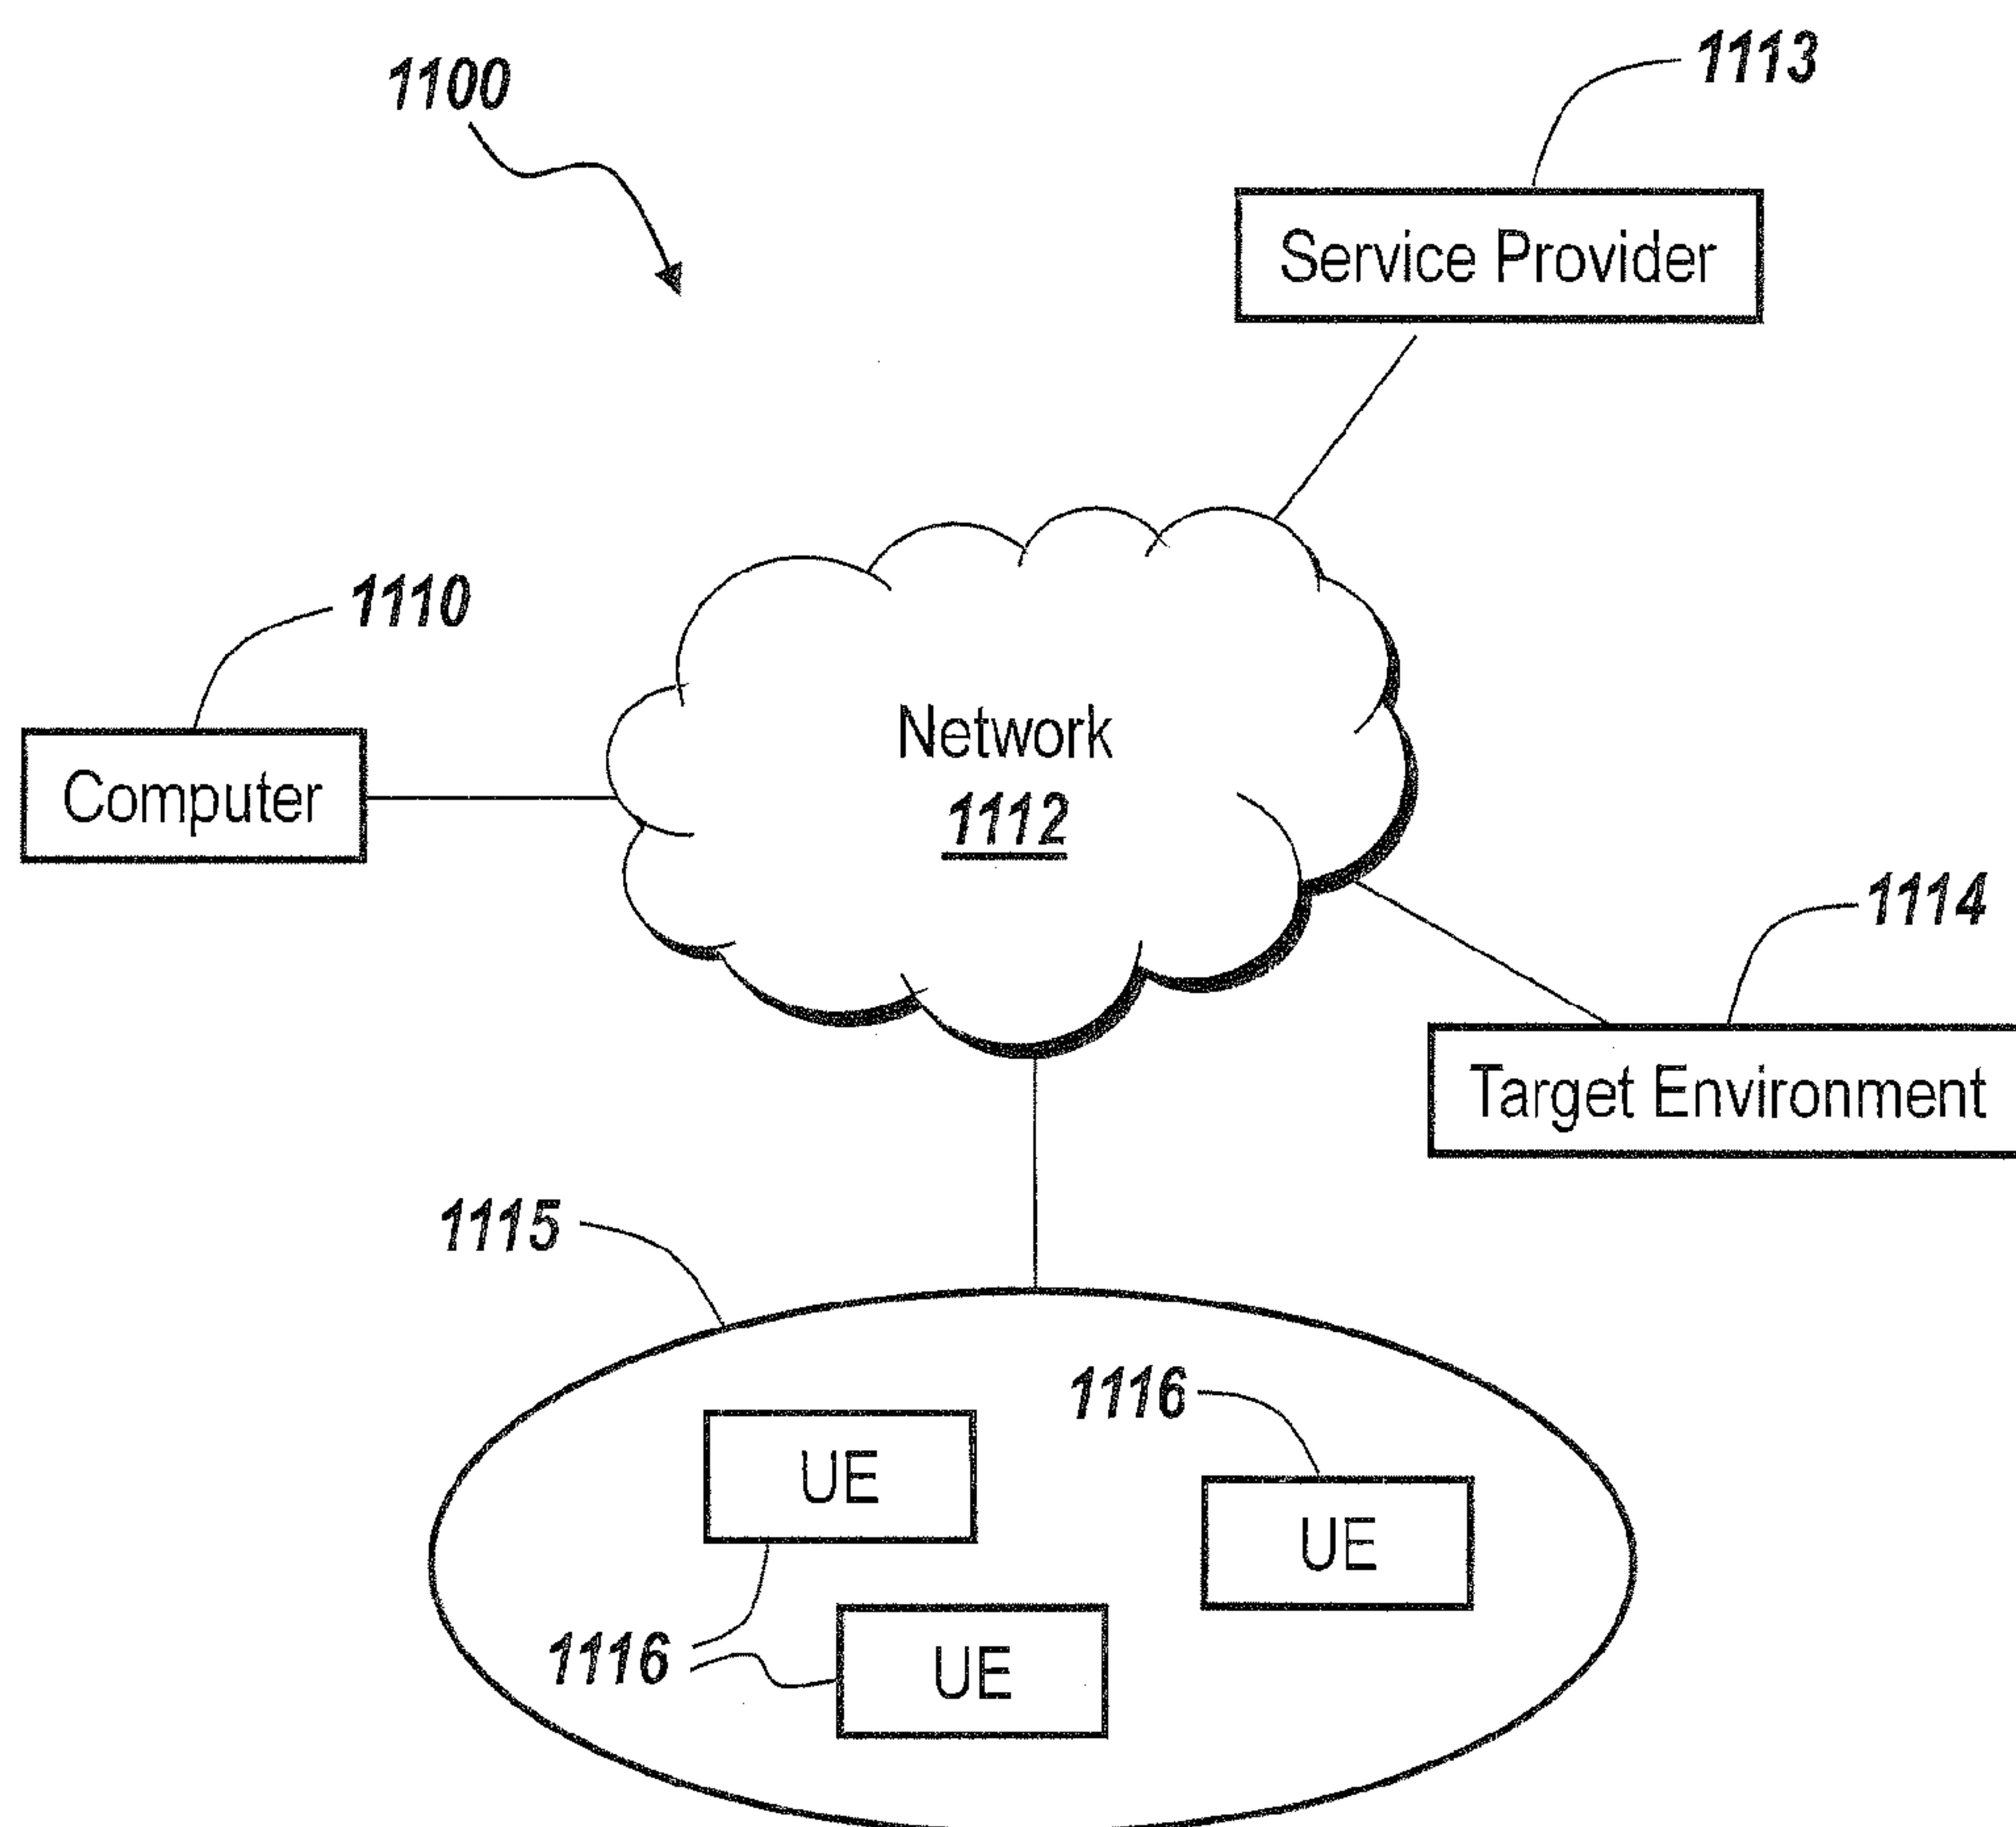 1100
1113
Service Provider
1110
Computer
Network
1112
1114
Target Environment
1115
1116
UE
UE
1116
UE